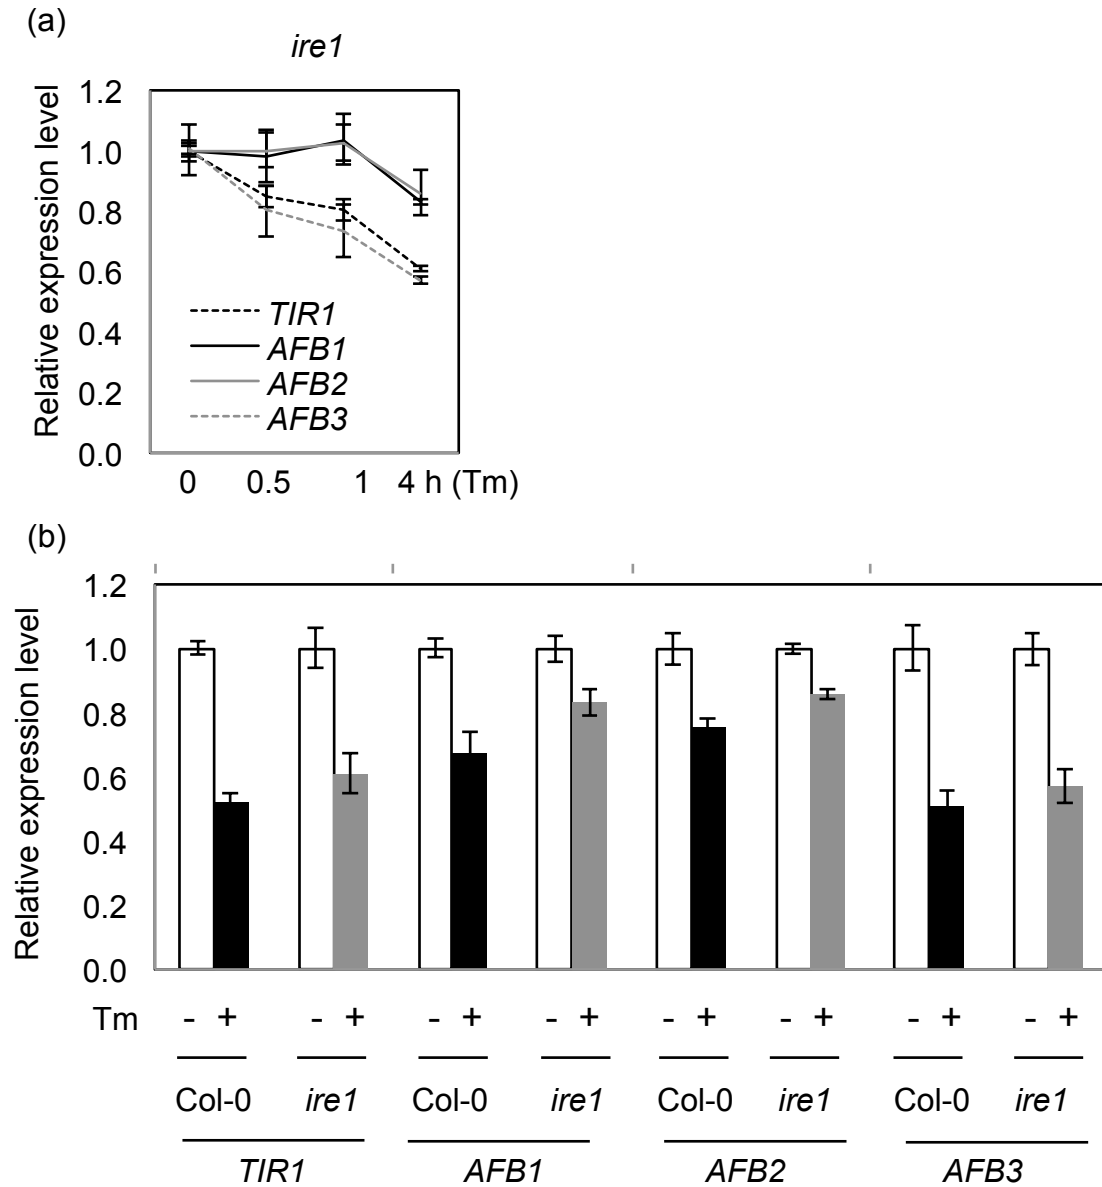 (a)
ire1
Relative expression level
1.2
1.0
0.8
0.6
0.4
0.2
0.0
TIR1
AFB1
AFB2
AFB3
0 0.5 1 4 h (Tm)
(b)
Relative expression level
1.2
1.0
0.8
0.6
0.4
0.2
0.0
Tm - + - + - + - + - + - + - + - +
Col-0 ire1 Col-0 ire1 Col-0 ire1 Col-0 ire1
TIR1 AFB1 AFB2 AFB3